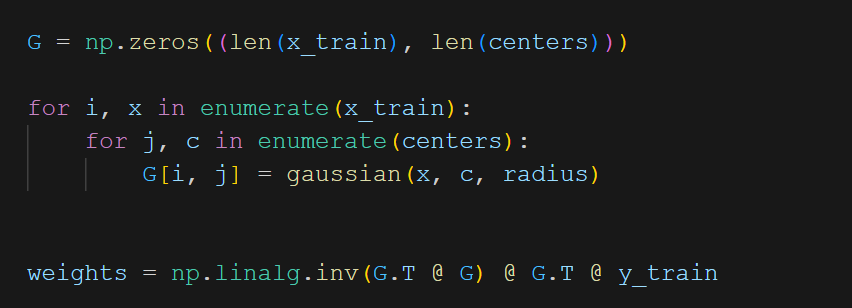 G = np.zeros((len(x_train), len(centers)))
for i, x in enumerate(x_train):
    for j, c in enumerate(centers):
        G[i, j] = gaussian(x, c, radius)
weights = np.linalg.inv(G.T @ G) @ G.T @ y_train